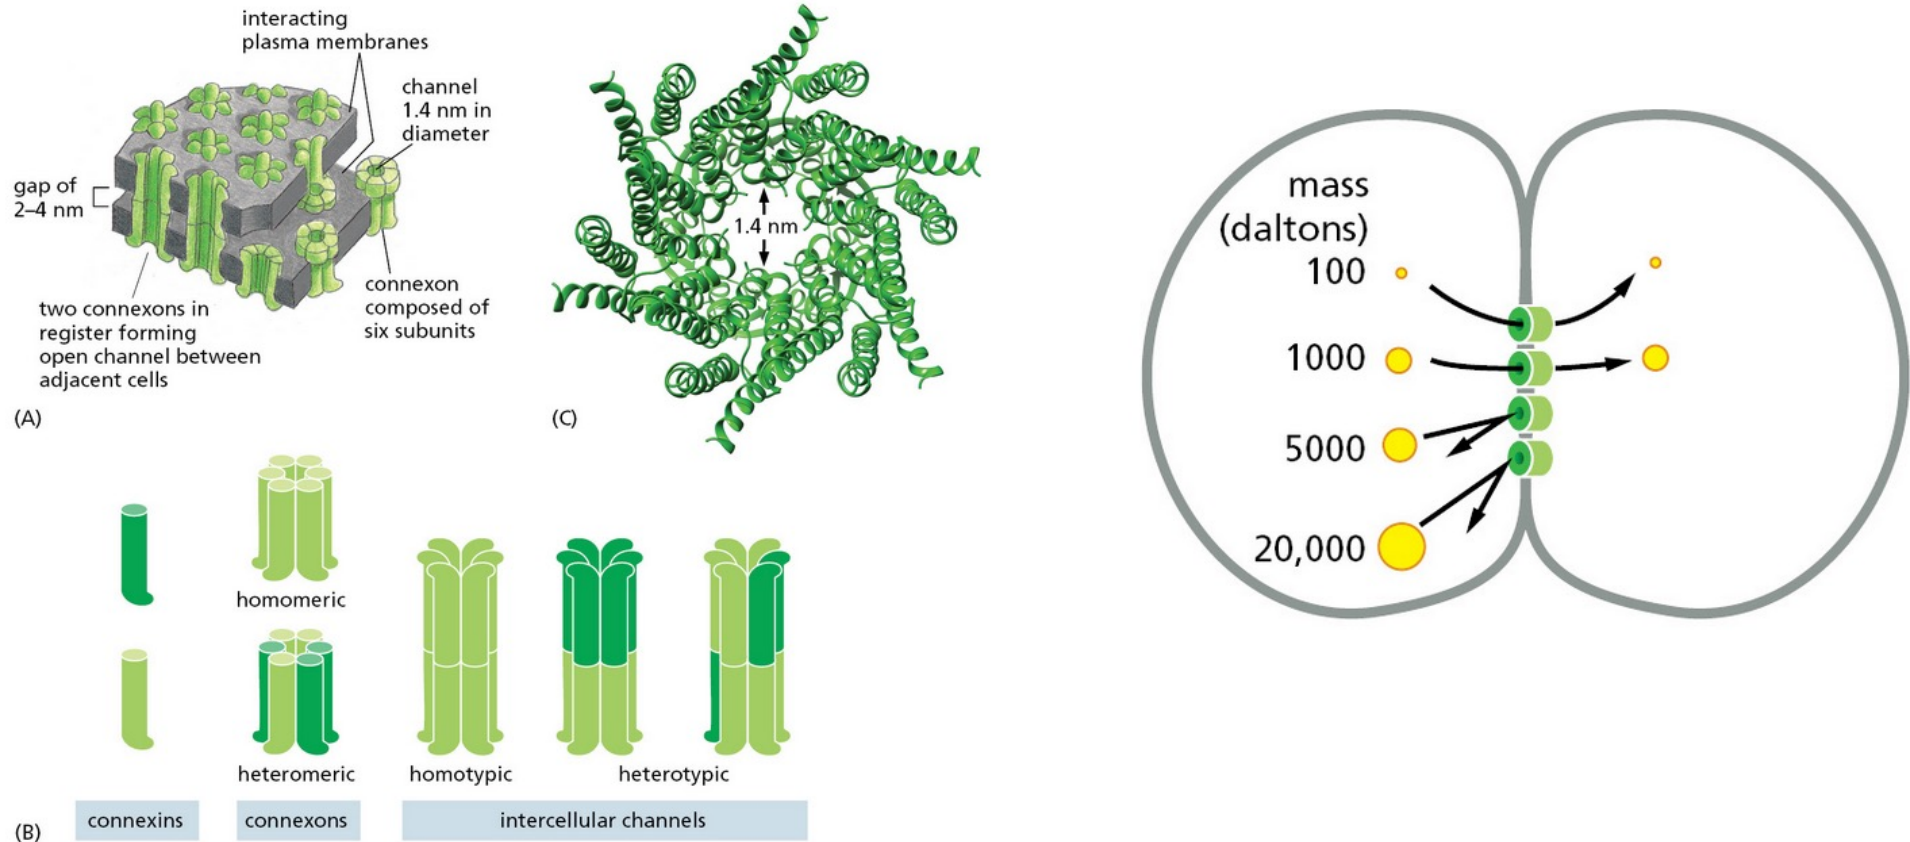 interacting
plasma membranes
channel
1.4 nm in
diameter
gap of
2–4 nm
two connexons in
register forming
open channel between
adjacent cells
connexon
composed of
six subunits
(A)
1.4 nm
(C)
homomeric
heteromeric
homotypic
heterotypic
connexins
connexons
intercellular channels
(B)
mass
(daltons)
100
1000
5000
20,000